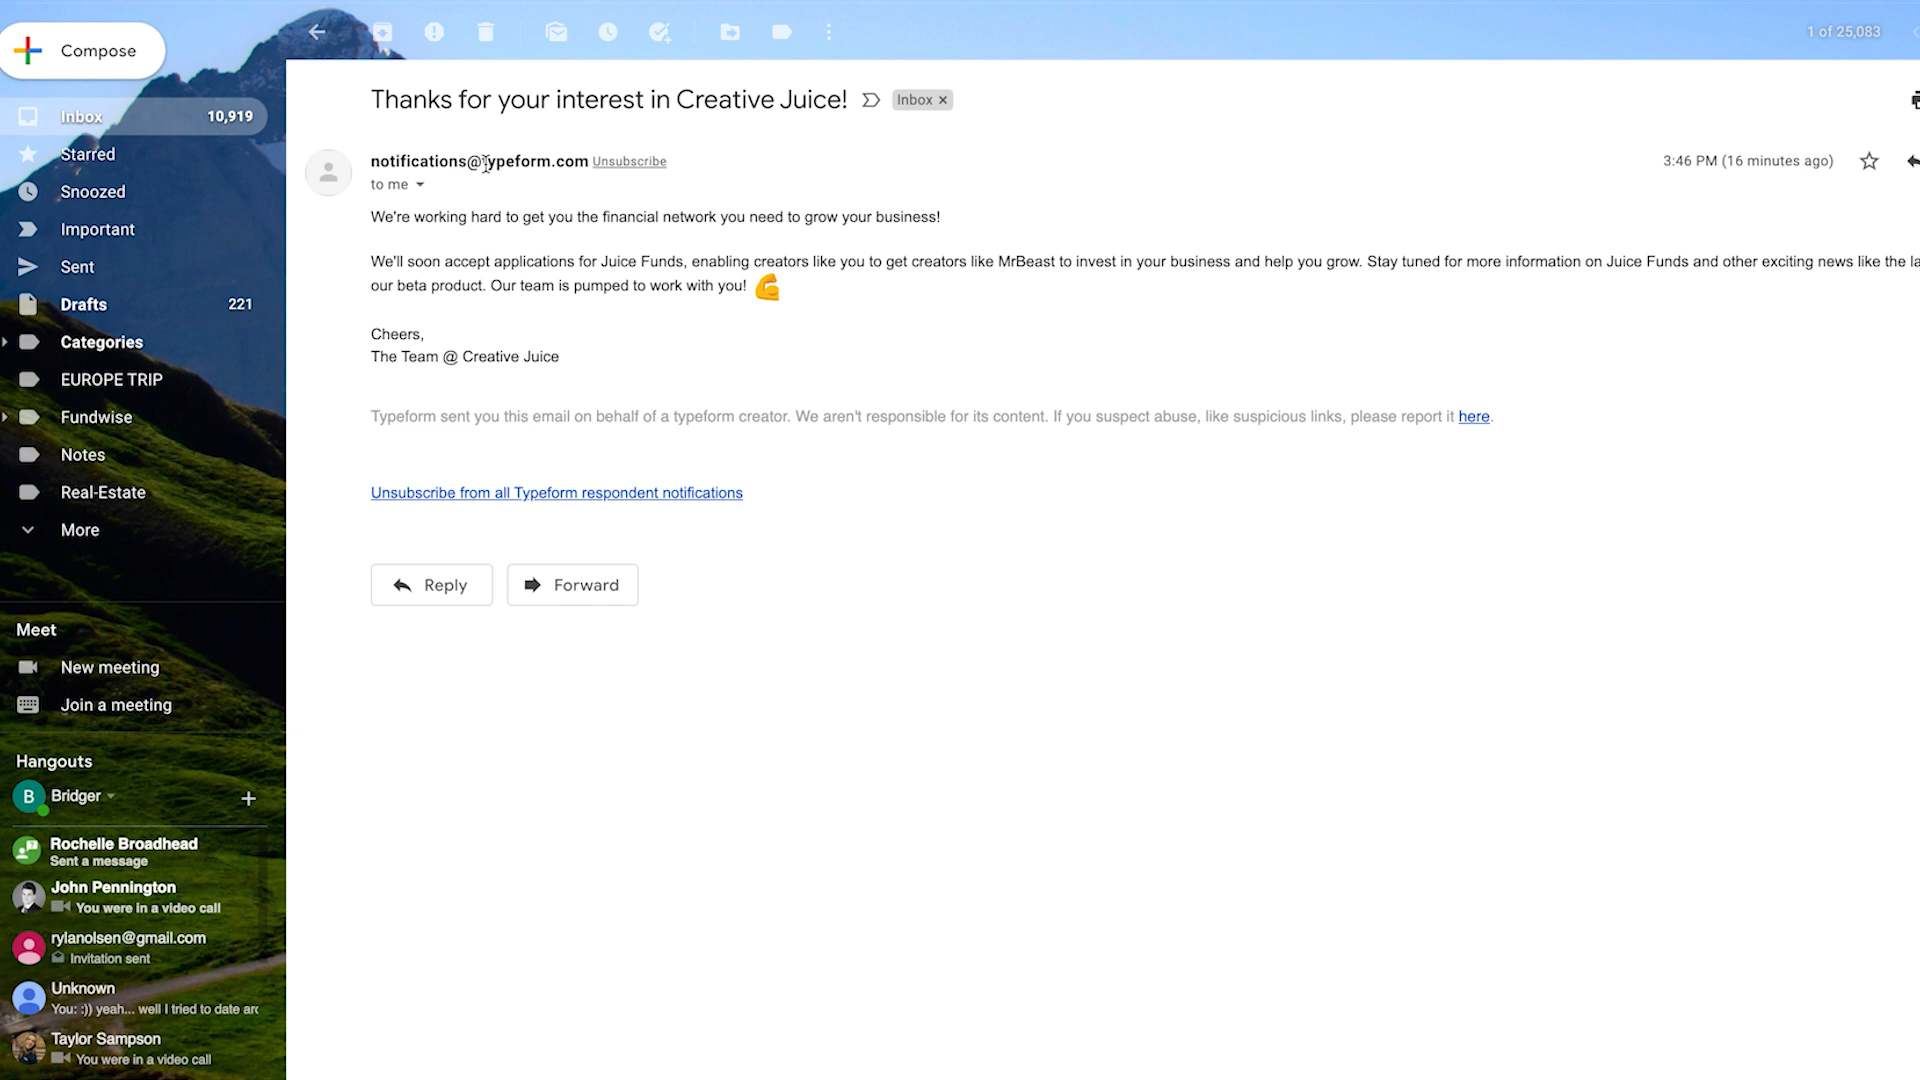 Compose
1 of 25,083
Inbox 10,919
Starred
Snoozed
Important
Sent
Drafts 221
Categories
EUROPE TRIP
Fundwise
Notes
Real-Estate
More
Meet
New meeting
Join a meeting
Hangouts
B Bridger
Rochelle Broadhead
Sent a message
John Pennington
You were in a video call
rylanolsen@gmail.com
Invitation sent
Unknown
You: :)) yeah... well I tried to date
Taylor Sampson
You were in a video call
Thanks for your interest in Creative Juice! Inbox ×
notifications@typeform.com Unsubscribe 3:46 PM (16 minutes ago)
to me
We're working hard to get you the financial network you need to grow your business!
We'll soon accept applications for Juice Funds, enabling creators like you to get creators like MrBeast to invest in your business and help you grow. Stay tuned for more information on Juice Funds and other exciting news like the
our beta product. Our team is pumped to work with you! 💪
Cheers,
The Team @ Creative Juice
Typeform sent you this email on behalf of a typeform creator. We aren't responsible for its content. If you suspect abuse, like suspicious links, please report it here.
Unsubscribe from all Typeform respondent notifications
Reply Forward